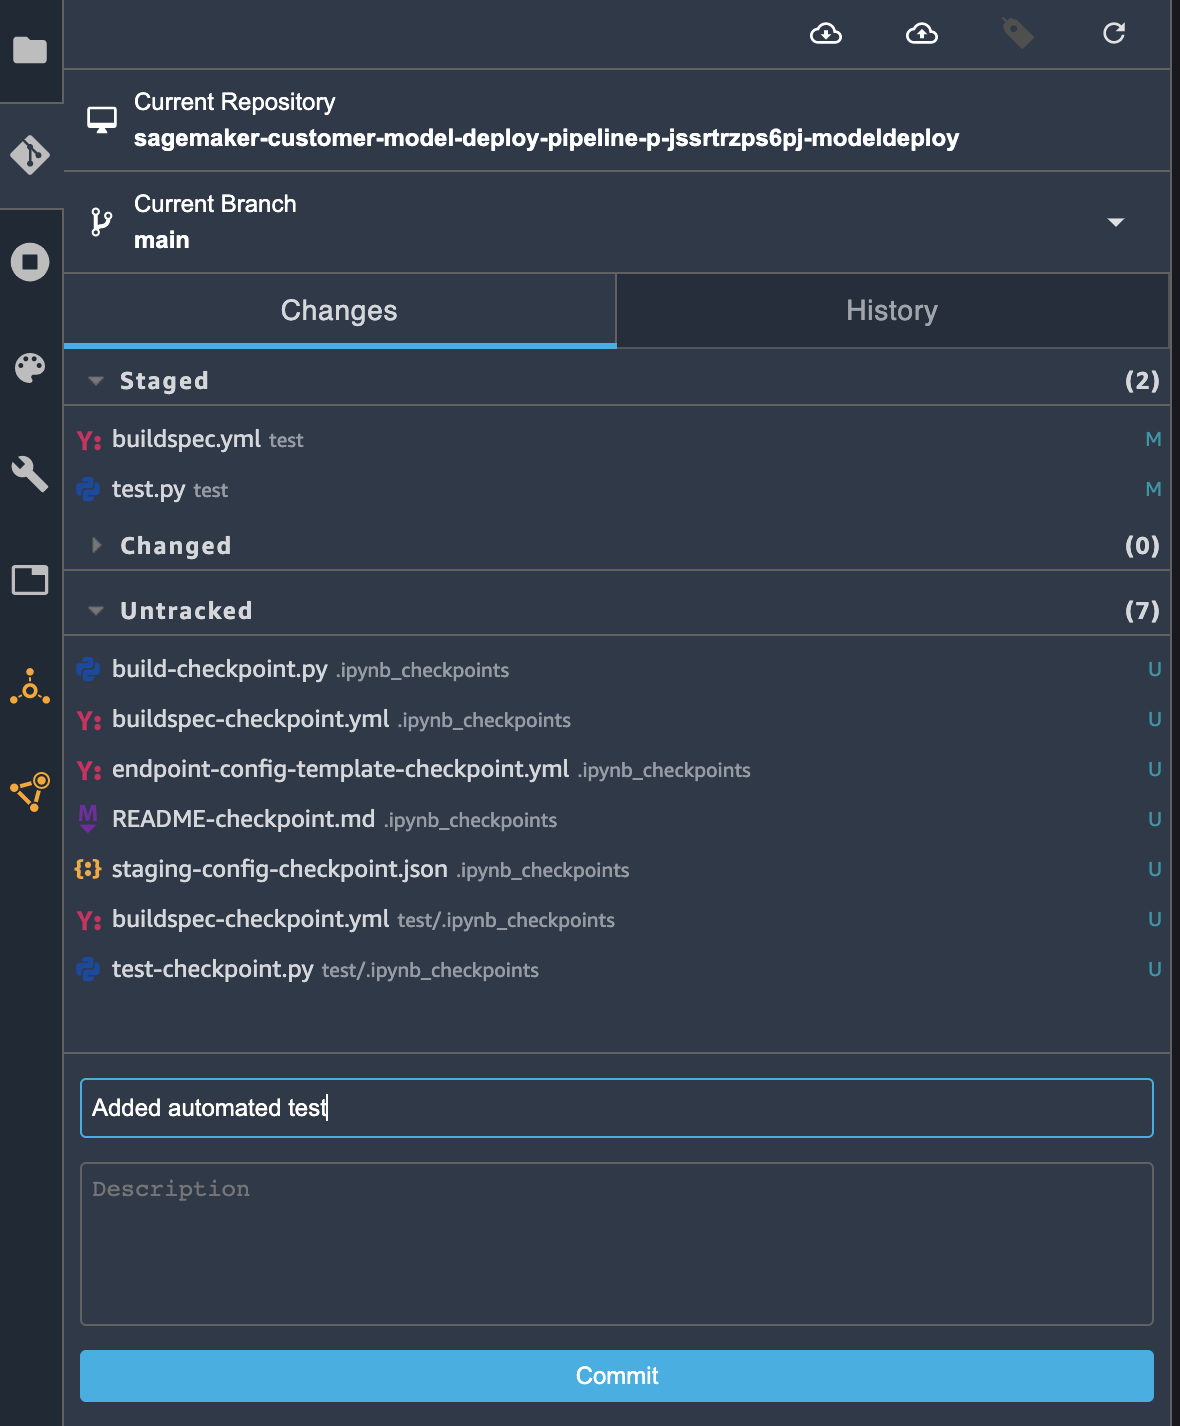 Current Repository
sagemaker-customer-model-deploy-pipeline-p-jssrtrzps6pj-modeldeploy
Current Branch
main
Changes History
Staged (2)
Y: buildspec.yml test M
test.py test M
Changed (0)
Untracked (7)
build-checkpoint.py .ipynb_checkpoints U
Y: buildspec-checkpoint.yml .ipynb_checkpoints U
Y: endpoint-config-template-checkpoint.yml .ipynb_checkpoints U
M README-checkpoint.md .ipynb_checkpoints U
{:} staging-config-checkpoint.json .ipynb_checkpoints U
Y: buildspec-checkpoint.yml test/.ipynb_checkpoints U
test-checkpoint.py test/.ipynb_checkpoints U
Added automated test
Description
Commit